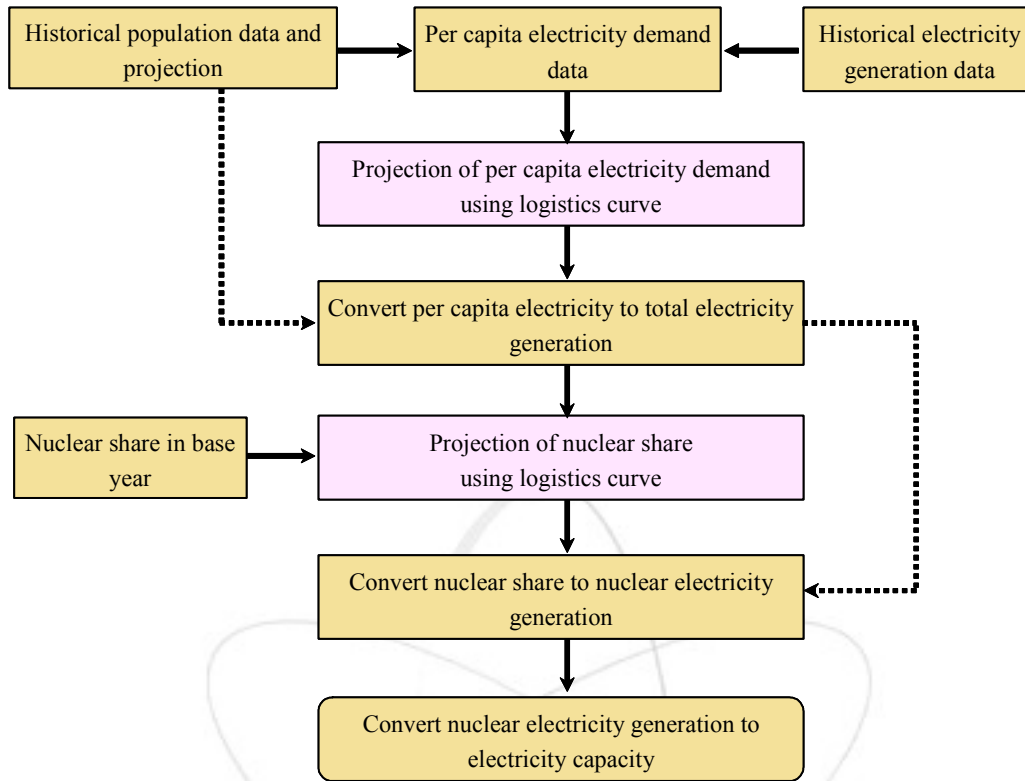 Historical population data and
projection
Per capita electricity demand
data
Historical electricity
generation data
Projection of per capita electricity demand
using logistics curve
Convert per capita electricity to total electricity
generation
Nuclear share in base
year
Projection of nuclear share
using logistics curve
Convert nuclear share to nuclear electricity
generation
Convert nuclear electricity generation to
electricity capacity